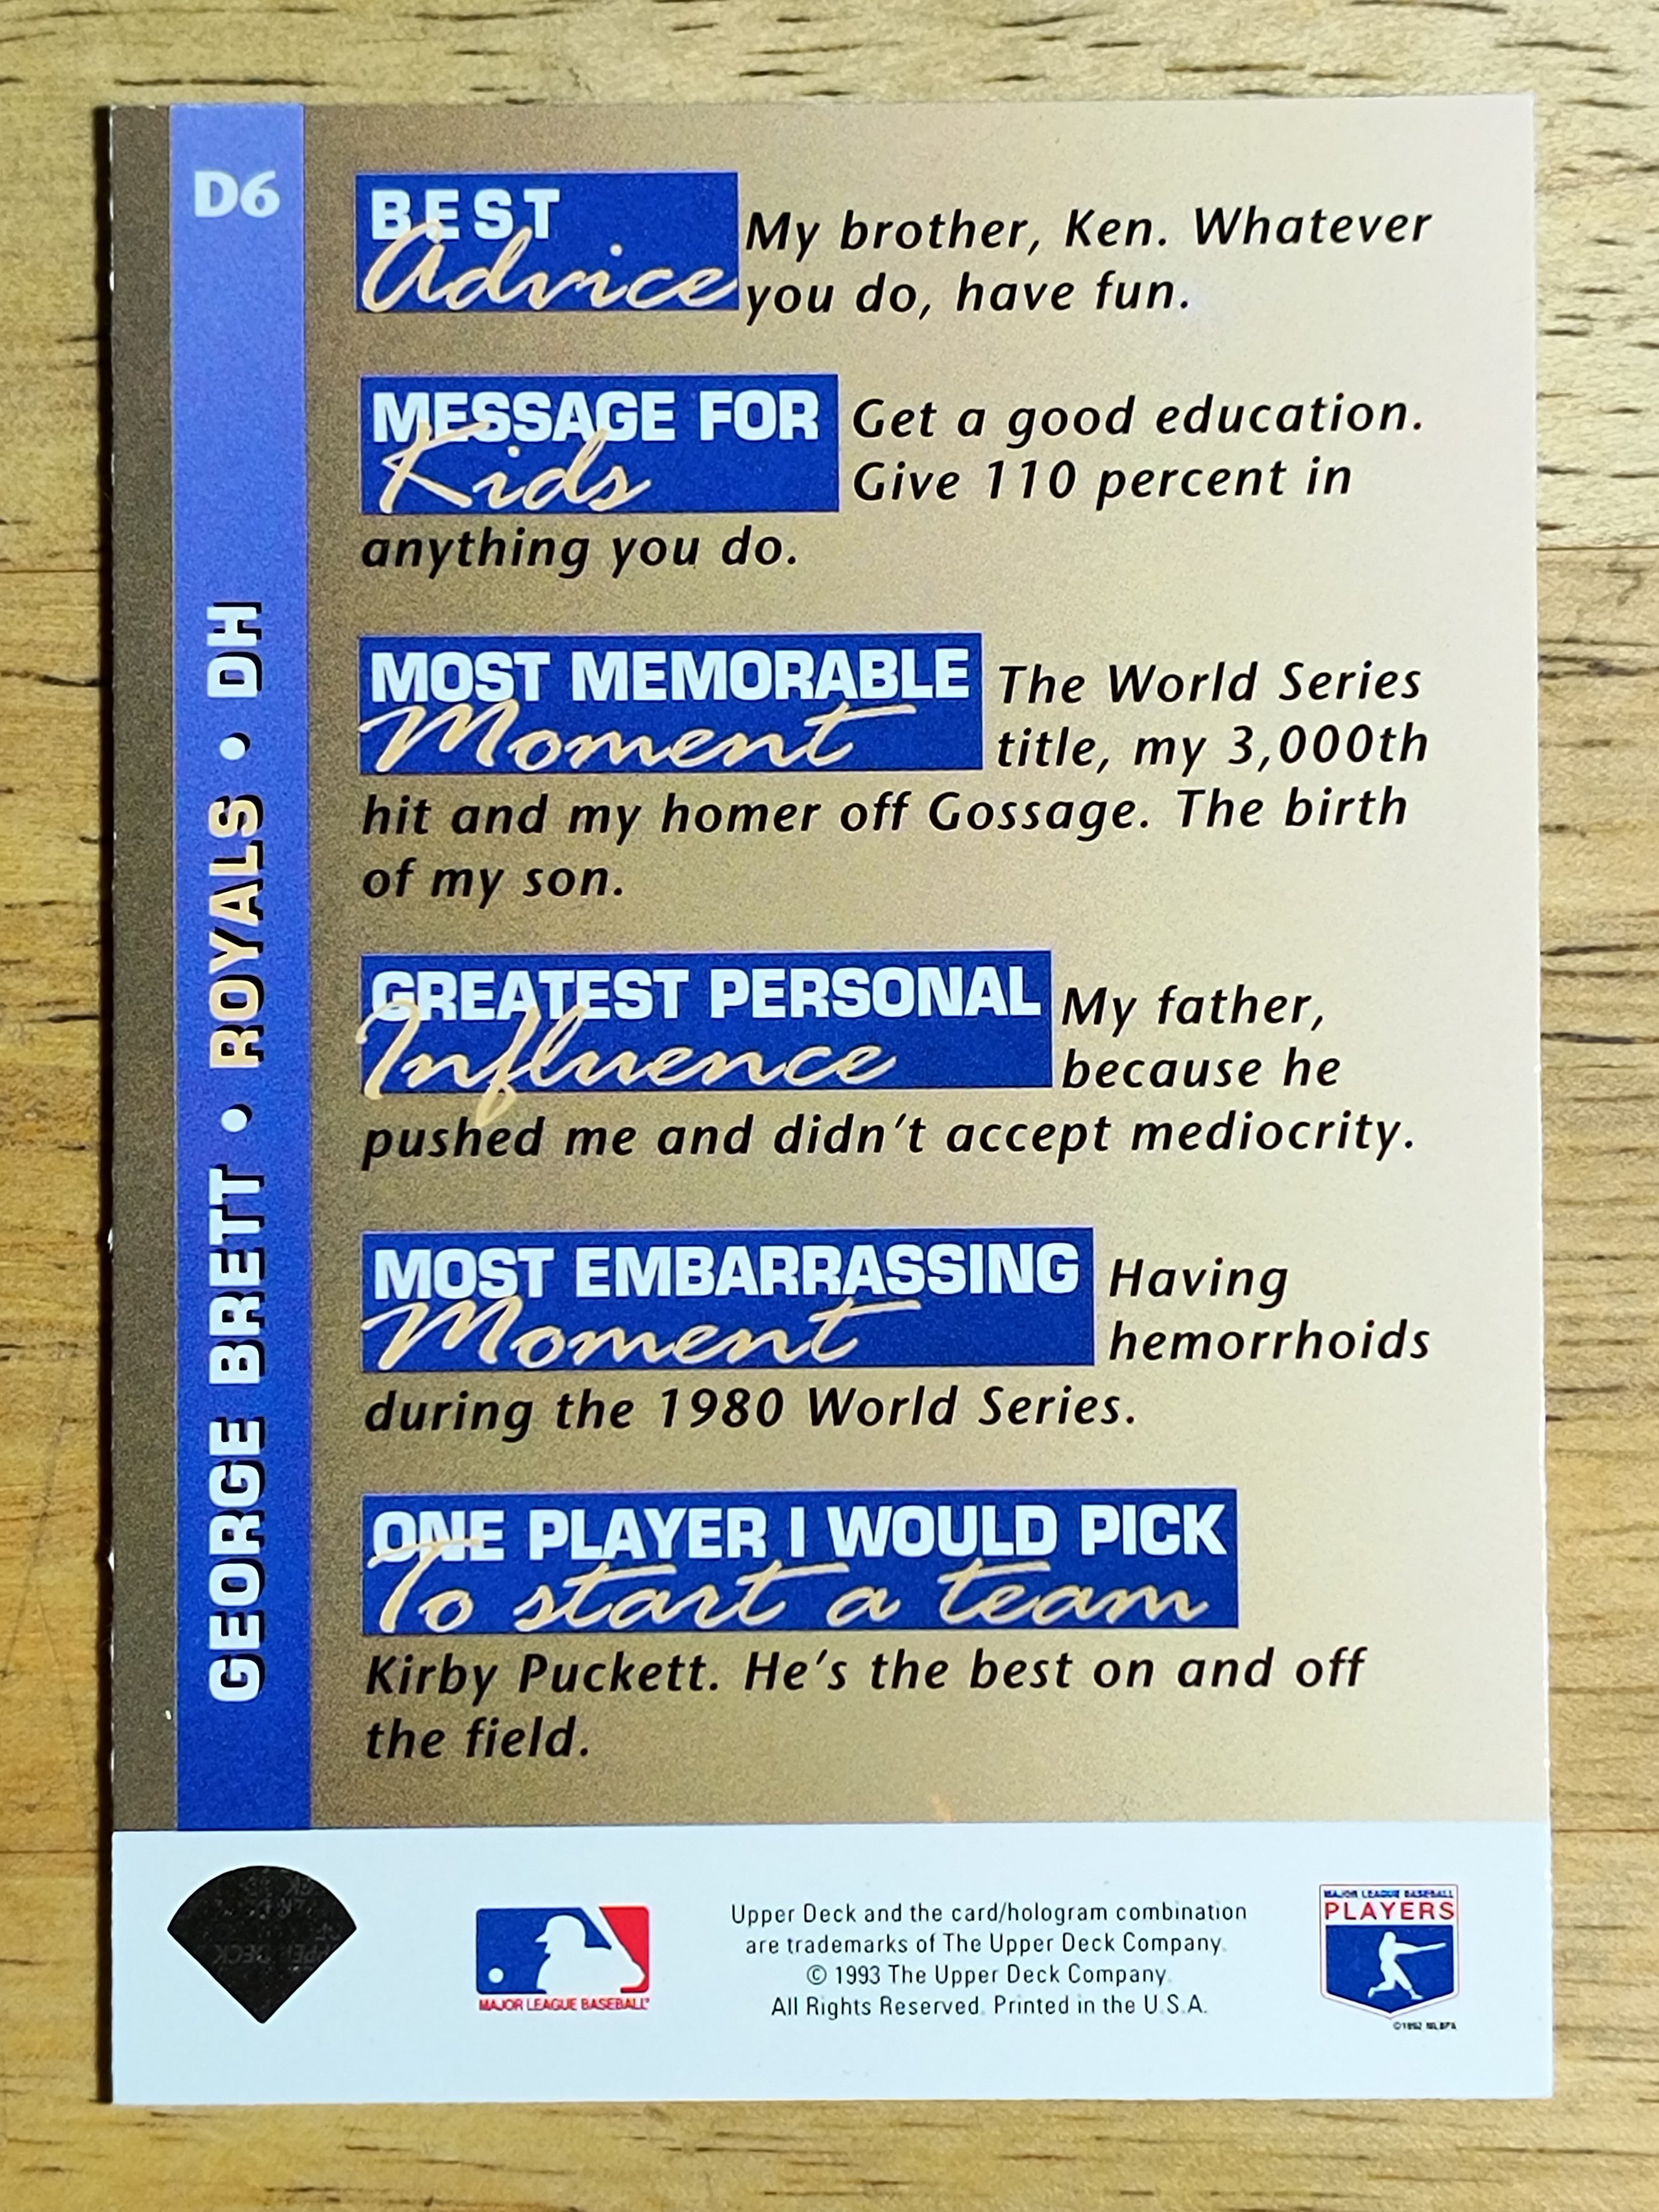 D6
GEORGE BRETT • ROYALS • DH
BEST
Advice
My brother, Ken. Whatever
you do, have fun.
MESSAGE FOR
Kids
Get a good education.
Give 110 percent in
anything you do.
MOST MEMORABLE
Moment
The World Series
title, my 3,000th
hit and my homer off Gossage. The birth
of my son.
GREATEST PERSONAL
Influence
My father,
because he
pushed me and didn't accept mediocrity.
MOST EMBARRASSING
Moment
Having
hemorrhoids
during the 1980 World Series.
ONE PLAYER I WOULD PICK
To start a team
Kirby Puckett. He's the best on and off
the field.
MAJOR LEAGUE BASEBALL
Upper Deck and the card/hologram combination
are trademarks of The Upper Deck Company.
© 1993 The Upper Deck Company.
All Rights Reserved. Printed in the U.S.A.
MAJOR LEAGUE BASEBALL
PLAYERS
©1992 MLBPA